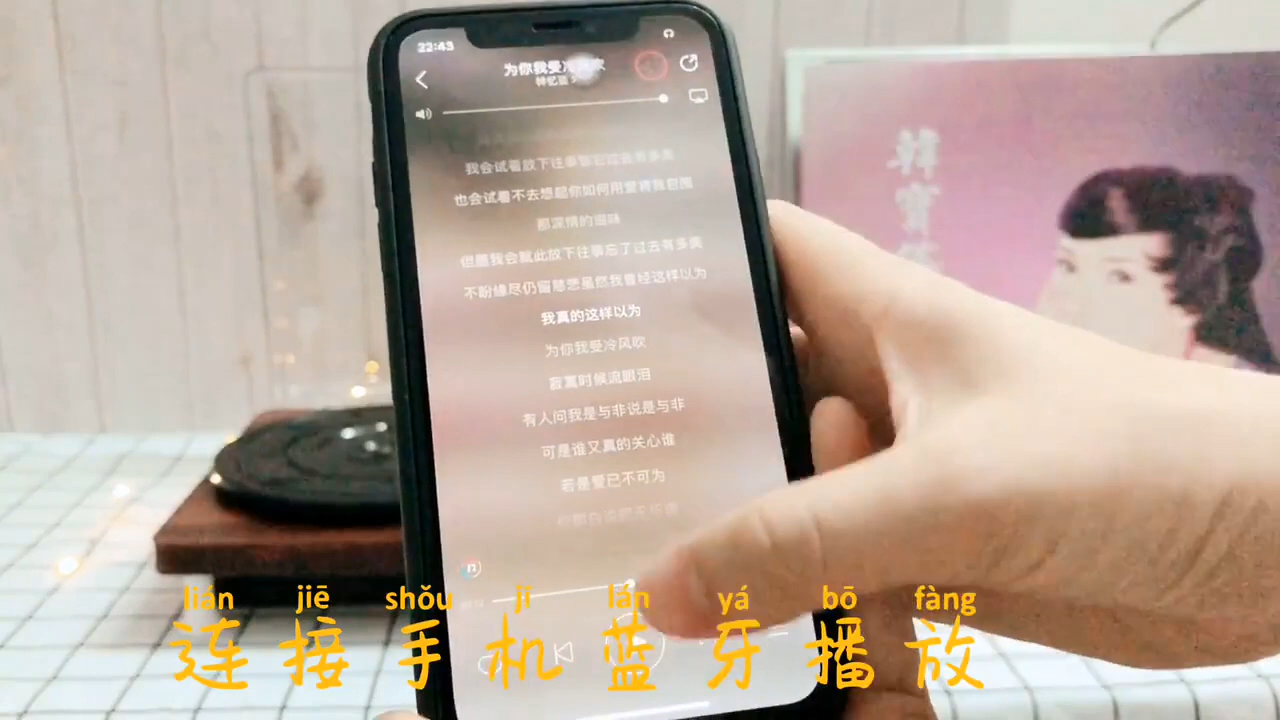 22:43
为你我受冷风吹
我会试着放下往事管它过去有多美
也会试着不去想起你如何用爱将我包围
那深情的滋味
但愿我会就此放下往事忘了过去有多美
不盼缘尽仍留慈悲虽然我曾经这样以为
我真的这样以为
为你我受冷风吹
寂寞时候流眼泪
有人问我是与非说是与非
可是谁又真的关心谁
若是爱已不可为
韓寶
lián jiē shǒu jī lán yá bō fàng
连接手机蓝牙播放